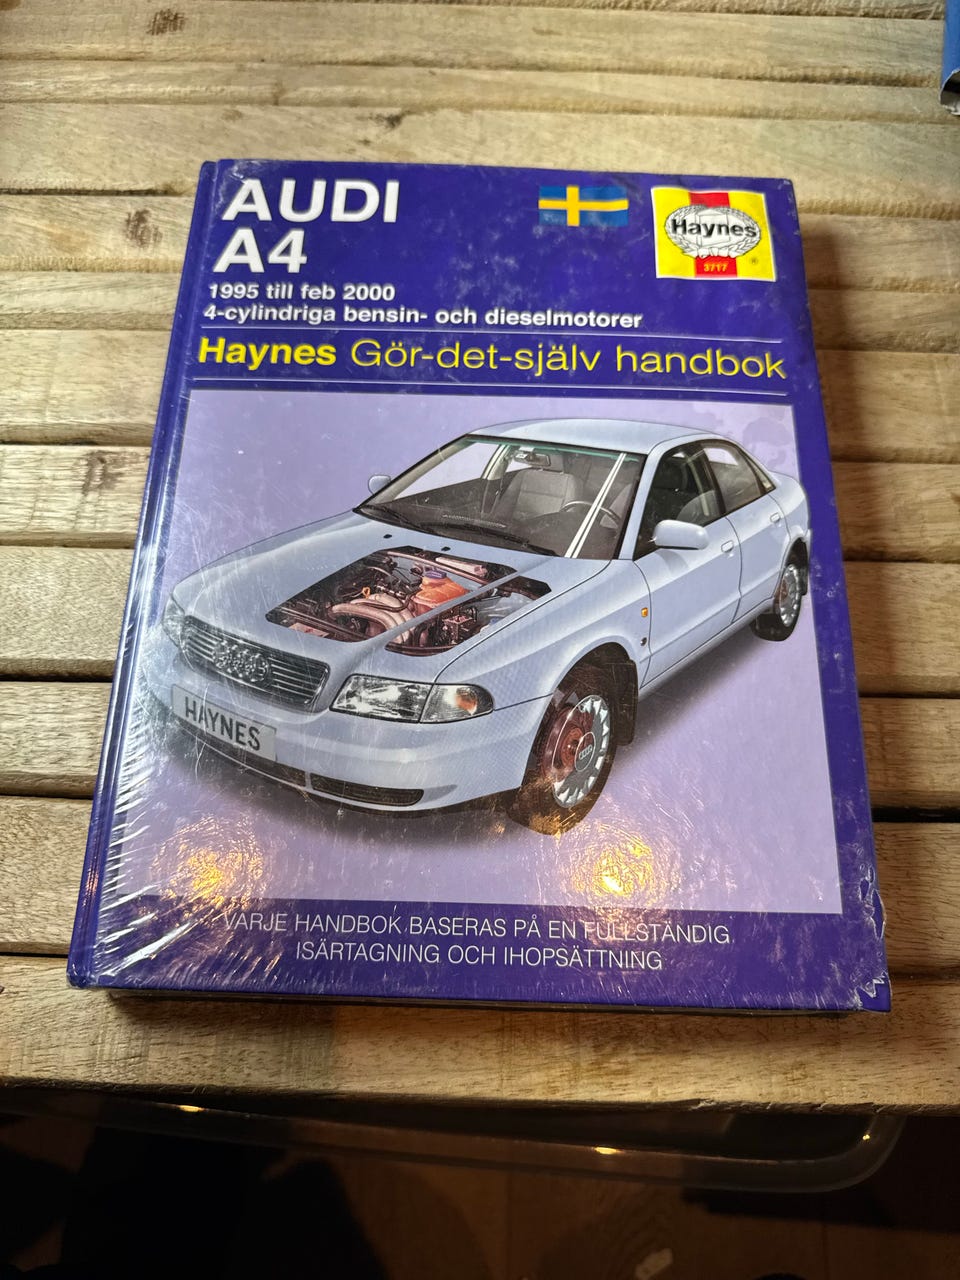 AUDI
A4
1995 till feb 2000
4-cylindriga bensin- och dieselmotorer
Haynes
3717
®
Haynes Gör-det-själv handbok
HAYNES
VARJE HANDBOK BASERAS PÅ EN FULLSTÄNDIG
ISÄRTAGNING OCH IHOPSÄTTNING